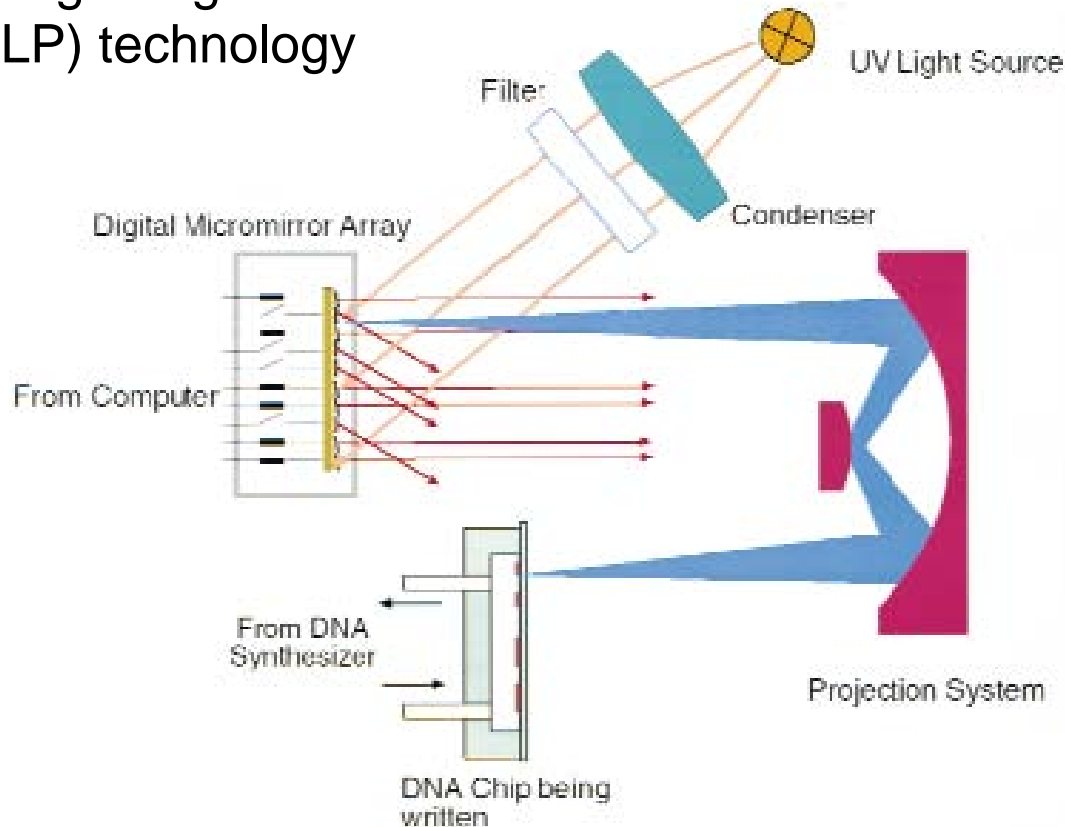 LP) technology
UV Light Source
Filter
Condenser
Digital Micromirror Array
From Computer
From DNA
Synthesizer
Projection System
DNA Chip being
written